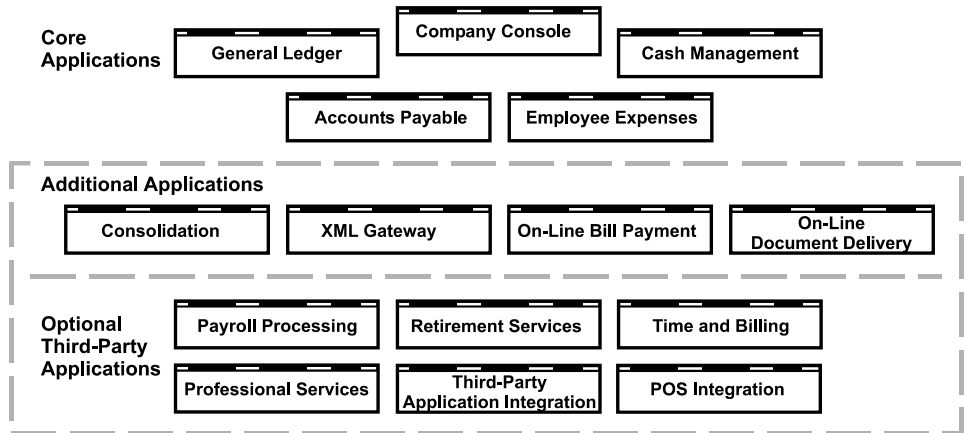 Core
Applications
Company Console
General Ledger
Cash Management
Accounts Payable
Employee Expenses
Additional Applications
Consolidation
XML Gateway
On-Line Bill Payment
On-Line
Document Delivery
Optional
Third-Party
Applications
Payroll Processing
Retirement Services
Time and Billing
Professional Services
Third-Party
Application Integration
POS Integration